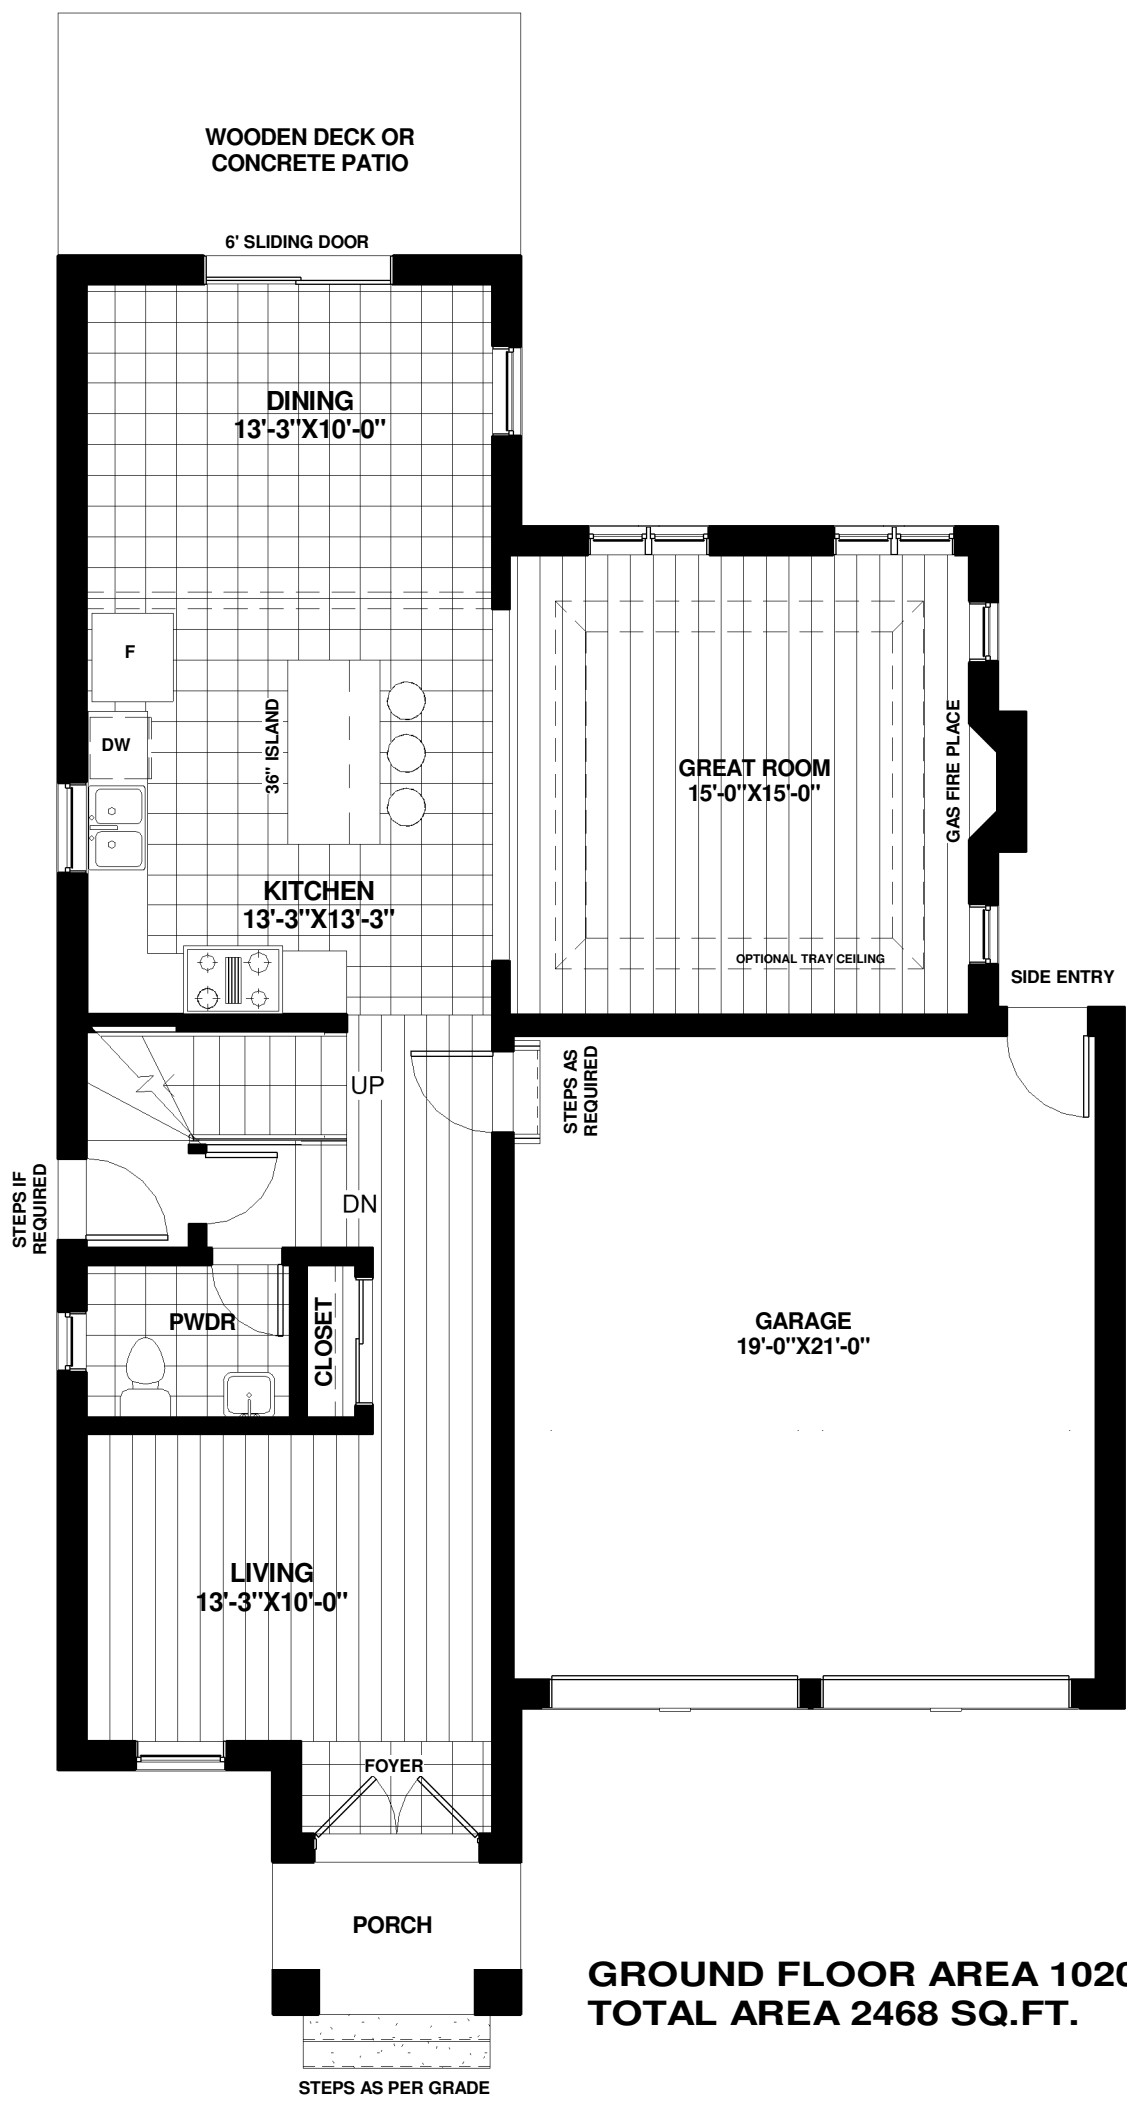 WOODEN DECK OR
CONCRETE PATIO
6' SLIDING DOOR
DINING
13'-3"X10'-0"
F
DW
36" ISLAND
KITCHEN
13'-3"X13'-3"
GREAT ROOM
15'-0"X15'-0"
GAS FIRE PLACE
OPTIONAL TRAY CEILING
SIDE ENTRY
UP
STEPS AS
REQUIRED
STEPS IF
REQUIRED
DN
PWDR
CLOSET
GARAGE
19'-0"X21'-0"
LIVING
13'-3"X10'-0"
FOYER
PORCH
GROUND FLOOR AREA 1020
TOTAL AREA 2468 SQ.FT.
STEPS AS PER GRADE